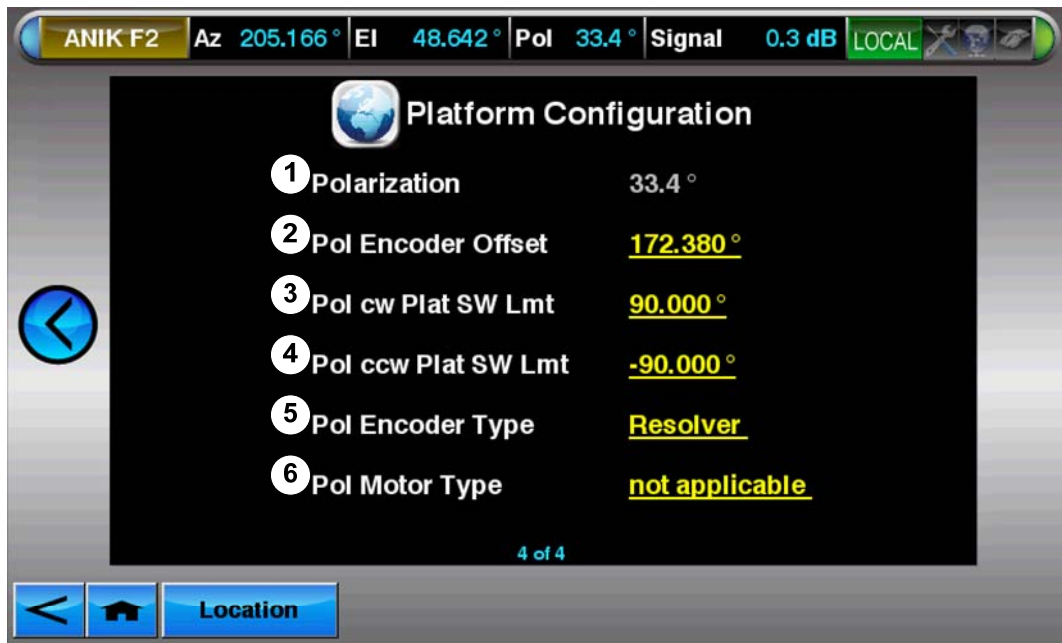 ANIK F2 Az 205.166° El 48.642° Pol 33.4° Signal 0.3 dB LOCAL
Platform Configuration
1 Polarization 33.4°
2 Pol Encoder Offset 172.380°
3 Pol cw Plat SW Lmt 90.000°
4 Pol ccw Plat SW Lmt -90.000°
5 Pol Encoder Type Resolver
6 Pol Motor Type not applicable
4 of 4
< Location